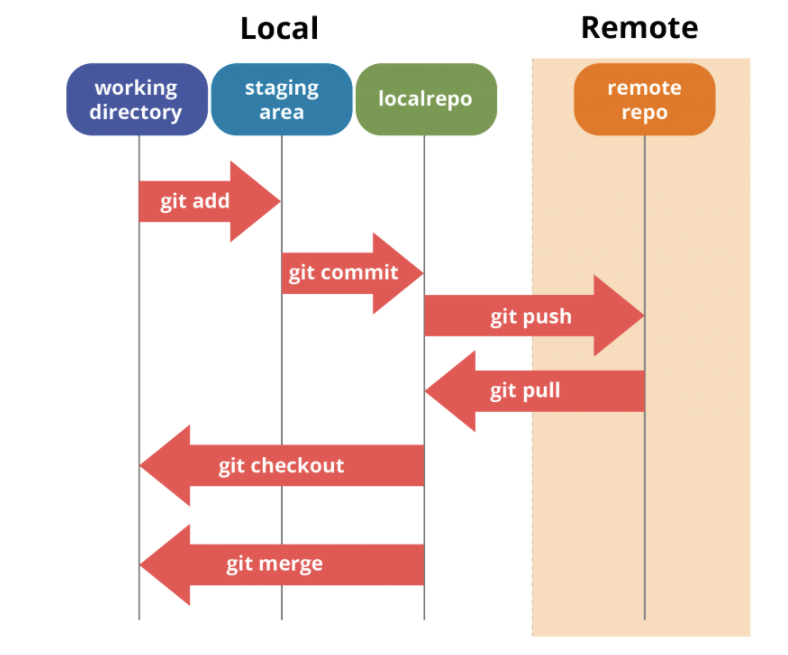 Local
Remote
working
directory
staging
area
localrepo
remote
repo
git add
git commit
git push
git pull
git checkout
git merge